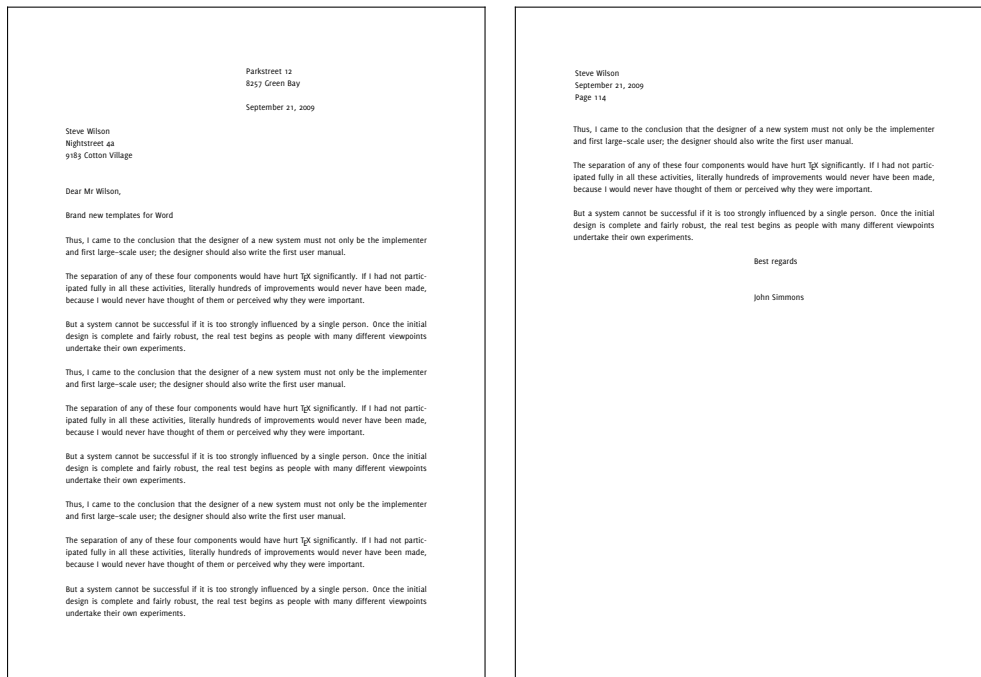 Parkstreet 12
8257 Green Bay
September 21, 2009
Steve Wilson
Nightstreet 4a
9183 Cotton Village
Dear Mr Wilson,
Brand new templates for Word
Thus, I came to the conclusion that the designer of a new system must not only be the implementer
and first large-scale user; the designer should also write the first user manual.
The separation of any of these four components would have hurt TEX significantly. If I had not partic-
ipated fully in all these activities, literally hundreds of improvements would never have been made,
because I would never have thought of them or perceived why they were important.
But a system cannot be successful if it is too strongly influenced by a single person. Once the initial
design is complete and fairly robust, the real test begins as people with many different viewpoints
undertake their own experiments.
Thus, I came to the conclusion that the designer of a new system must not only be the implementer
and first large-scale user; the designer should also write the first user manual.
The separation of any of these four components would have hurt TEX significantly. If I had not partic-
ipated fully in all these activities, literally hundreds of improvements would never have been made,
because I would never have thought of them or perceived why they were important.
But a system cannot be successful if it is too strongly influenced by a single person. Once the initial
design is complete and fairly robust, the real test begins as people with many different viewpoints
undertake their own experiments.
Thus, I came to the conclusion that the designer of a new system must not only be the implementer
and first large-scale user; the designer should also write the first user manual.
The separation of any of these four components would have hurt TEX significantly. If I had not partic-
ipated fully in all these activities, literally hundreds of improvements would never have been made,
because I would never have thought of them or perceived why they were important.
But a system cannot be successful if it is too strongly influenced by a single person. Once the initial
design is complete and fairly robust, the real test begins as people with many different viewpoints
undertake their own experiments.
Steve Wilson
September 21, 2009
Page 114
Thus, I came to the conclusion that the designer of a new system must not only be the implementer
and first large-scale user; the designer should also write the first user manual.
The separation of any of these four components would have hurt TEX significantly. If I had not partic-
ipated fully in all these activities, literally hundreds of improvements would never have been made,
because I would never have thought of them or perceived why they were important.
But a system cannot be successful if it is too strongly influenced by a single person. Once the initial
design is complete and fairly robust, the real test begins as people with many different viewpoints
undertake their own experiments.
Best regards
John Simmons